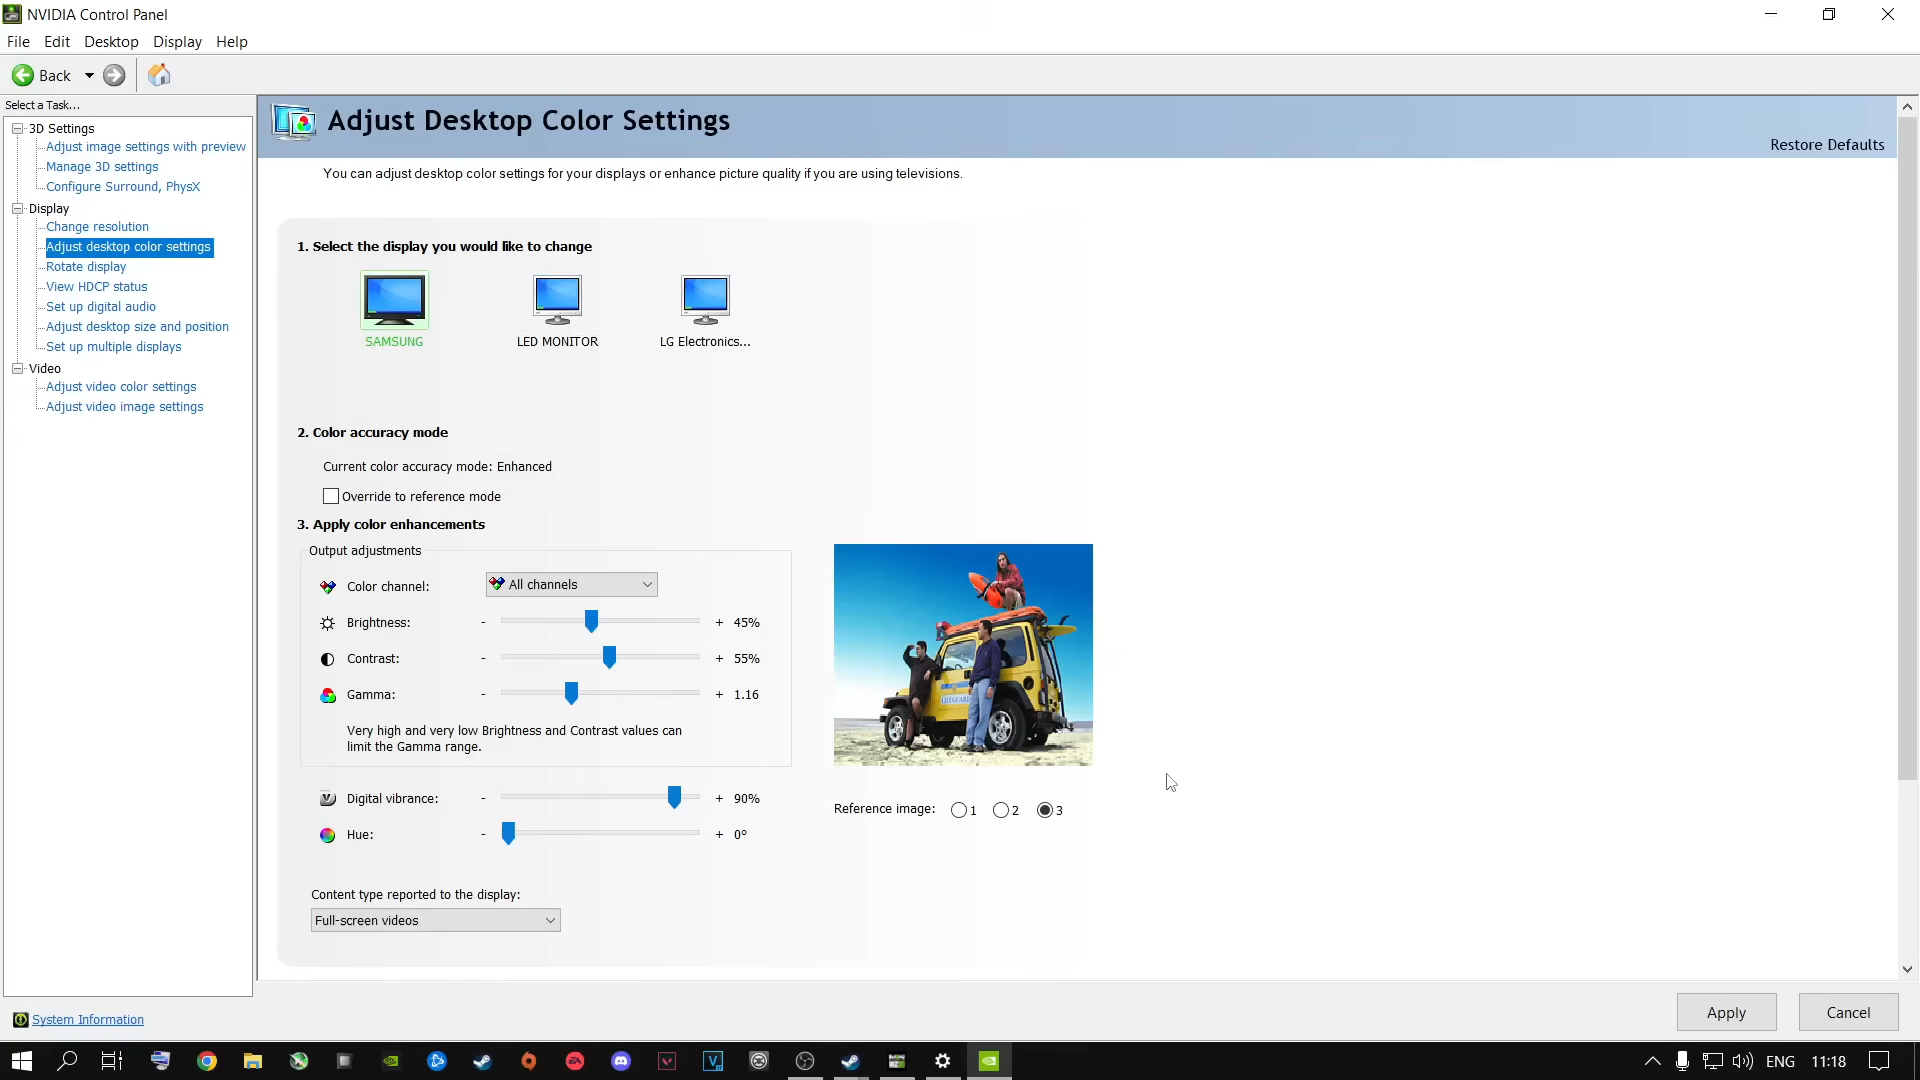 NVIDIA Control Panel
File Edit Desktop Display Help
Back
Select a Task...
3D Settings
Adjust image settings with preview
Manage 3D settings
Configure Surround, PhysX
Display
Change resolution
Adjust desktop color settings
Rotate display
View HDCP status
Set up digital audio
Adjust desktop size and position
Set up multiple displays
Video
Adjust video color settings
Adjust video image settings
System Information
Adjust Desktop Color Settings
Restore Defaults
You can adjust desktop color settings for your displays or enhance picture quality if you are using televisions.
1. Select the display you would like to change
SAMSUNG LED MONITOR LG Electronics...
2. Color accuracy mode
Current color accuracy mode: Enhanced
Override to reference mode
3. Apply color enhancements
Output adjustments
Color channel: All channels
Brightness: - + 45%
Contrast: - + 55%
Gamma: - + 1.16
Very high and very low Brightness and Contrast values can
limit the Gamma range.
Digital vibrance: - + 90%
Hue: - + 0°
Reference image: 1 2 3
Content type reported to the display:
Full-screen videos
Apply Cancel
ENG 11:18